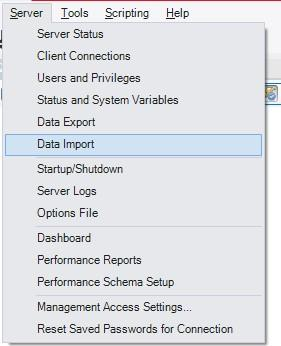 Server Tools Scripting Help
Server Status
Client Connections
Users and Privileges
Status and System Variables
Data Export
Data Import
Startup/Shutdown
Server Logs
Options File
Dashboard
Performance Reports
Performance Schema Setup
Management Access Settings...
Reset Saved Passwords for Connection